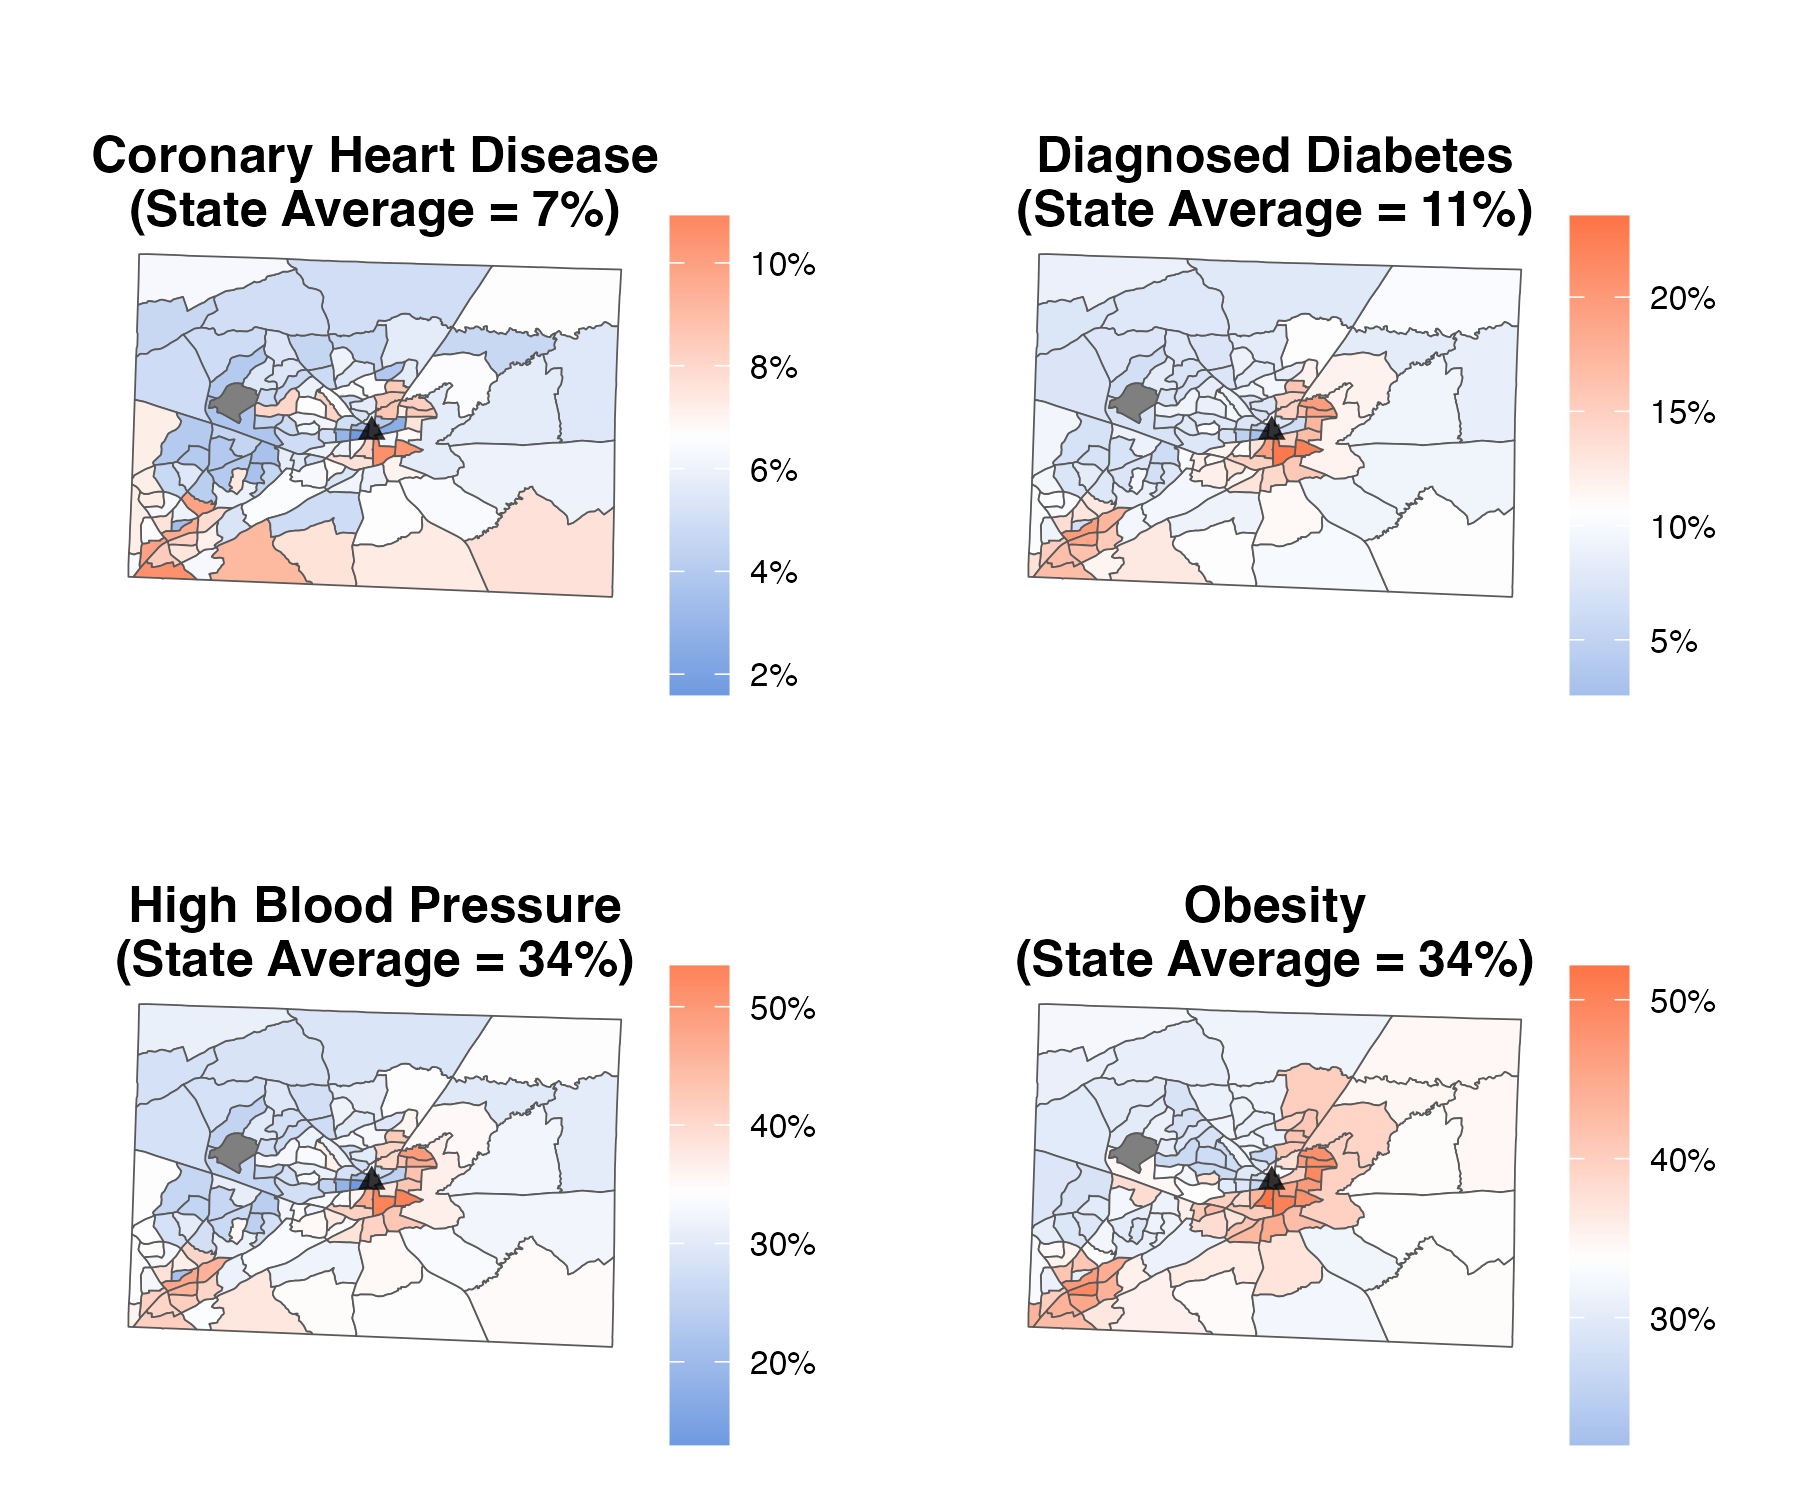 Coronary Heart Disease
(State Average = 7%)
10%
8%
6%
4%
2%
Diagnosed Diabetes
(State Average = 11%)
20%
15%
10%
5%
High Blood Pressure
(State Average = 34%)
50%
40%
30%
20%
Obesity
(State Average = 34%)
50%
40%
30%